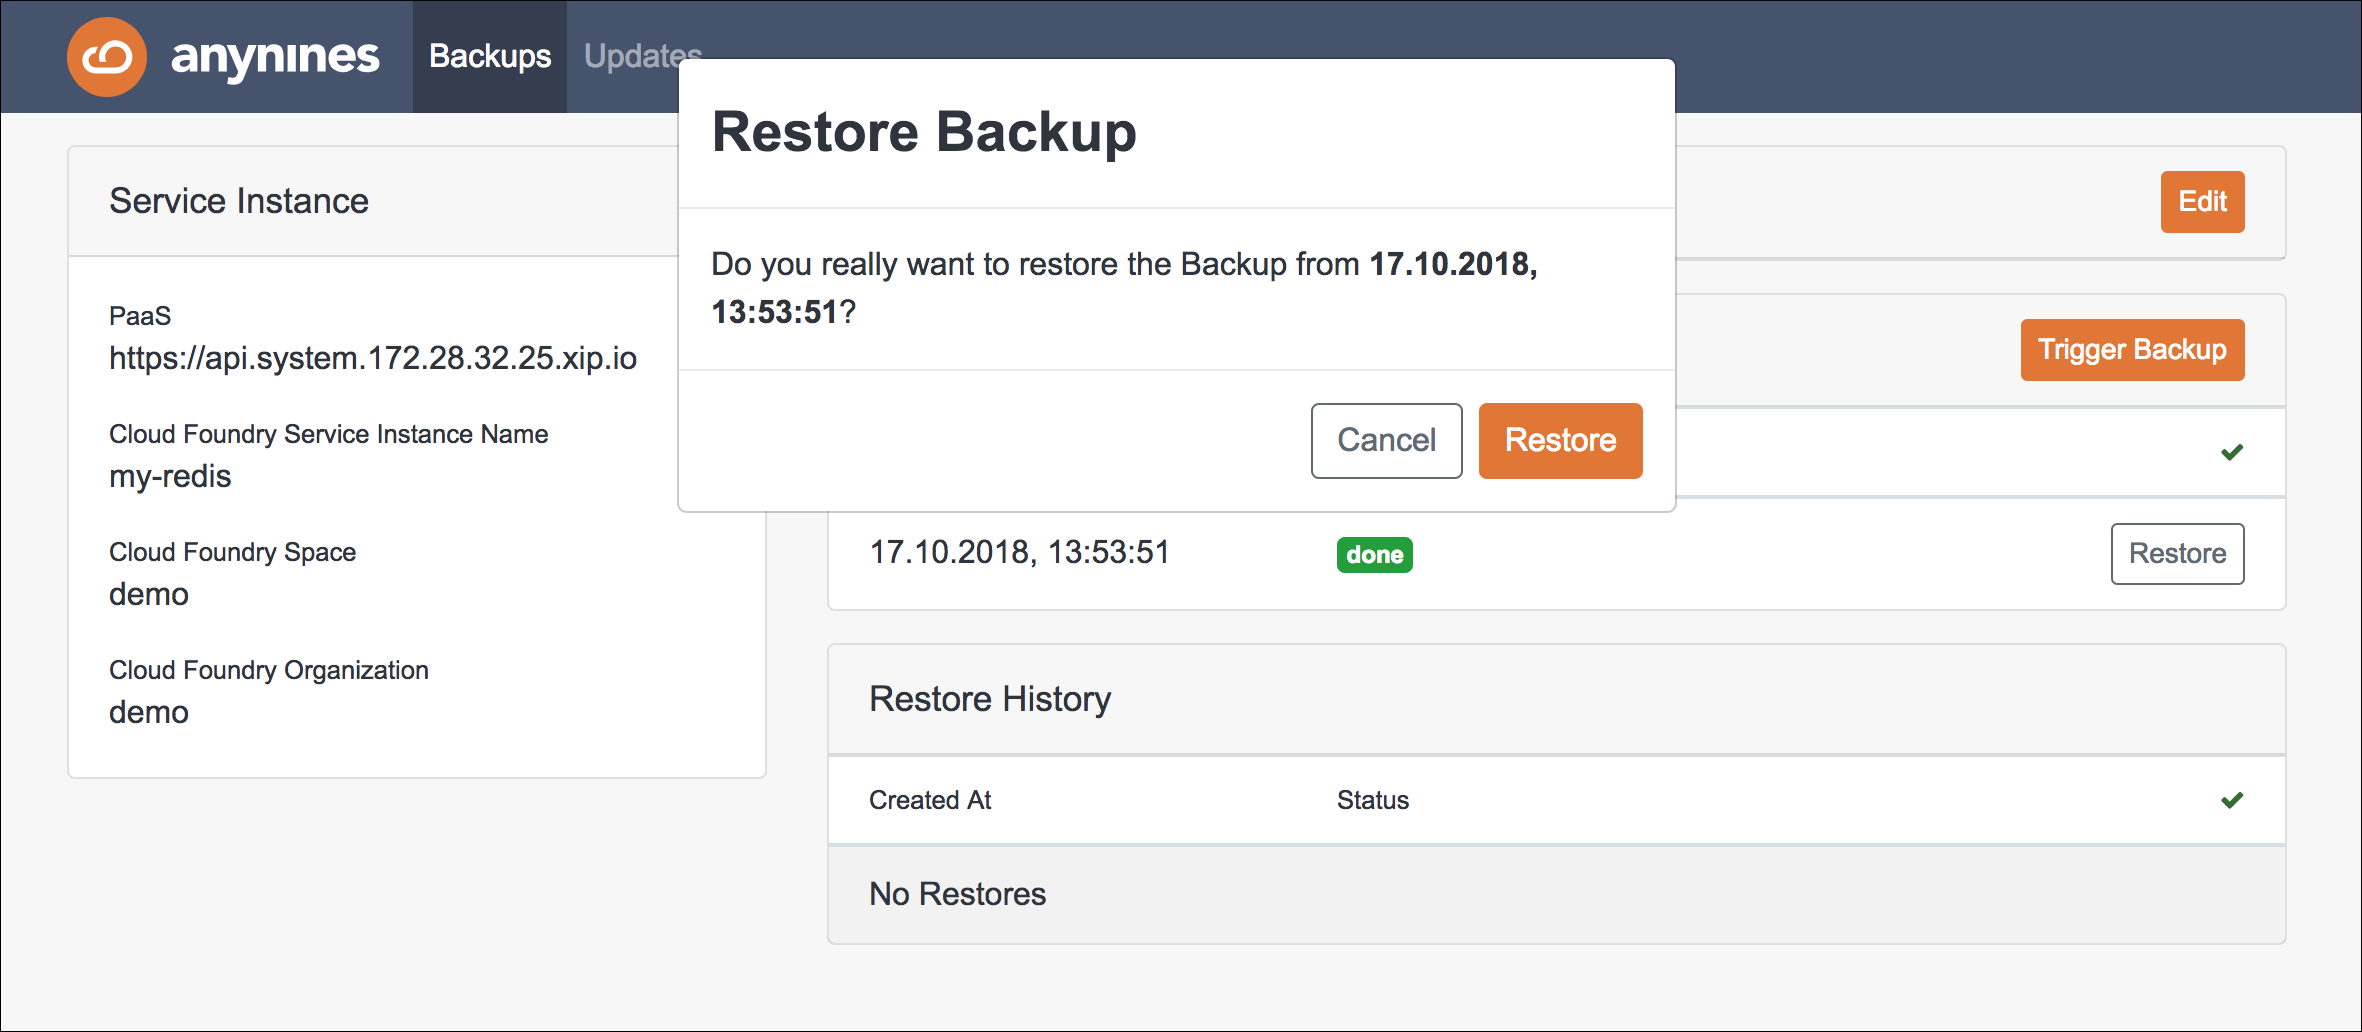 anynines
Backups
Updates
Restore Backup
Do you really want to restore the Backup from 17.10.2018,
13:53:51?
Cancel
Restore
Service Instance
PaaS
https://api.system.172.28.32.25.xip.io
Cloud Foundry Service Instance Name
my-redis
Cloud Foundry Space
demo
Cloud Foundry Organization
demo
Edit
Trigger Backup
17.10.2018, 13:53:51
done
Restore
Restore History
Created At
Status
No Restores